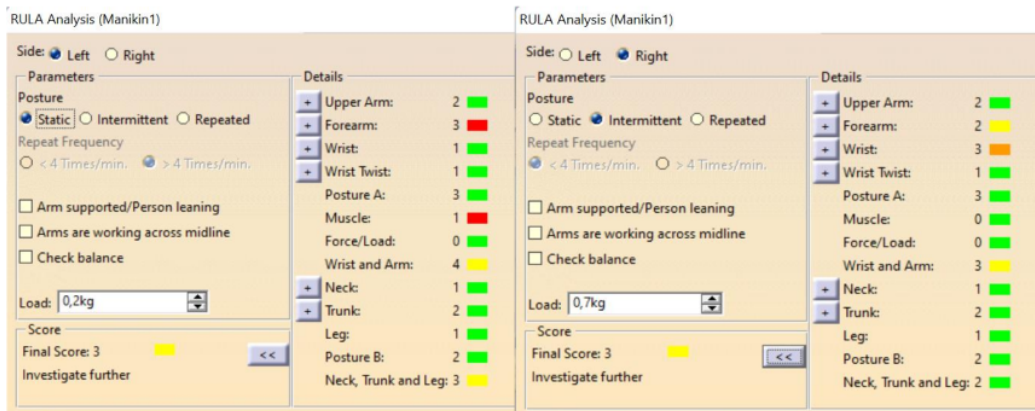 RULA Analysis (Manikin1)
Side: Left Right
Parameters
Posture
Static Intermittent Repeated
Repeat Frequency
< 4 Times/min. > 4 Times/min.
Arm supported/Person leaning
Arms are working across midline
Check balance
Load: 0,2kg
Score
Final Score: 3
<<
Investigate further
Details
+ Upper Arm: 2
+ Forearm: 3
+ Wrist: 1
+ Wrist Twist: 1
Posture A: 3
Muscle: 1
Force/Load: 0
Wrist and Arm: 4
+ Neck: 1
+ Trunk: 2
Leg: 1
Posture B: 2
Neck, Trunk and Leg: 3
RULA Analysis (Manikin1)
Side: Left Right
Parameters
Posture
Static Intermittent Repeated
Repeat Frequency
< 4 Times/min. > 4 Times/min.
Arm supported/Person leaning
Arms are working across midline
Check balance
Load: 0,7kg
Score
Final Score: 3
<<
Investigate further
Details
+ Upper Arm: 2
+ Forearm: 2
+ Wrist: 3
+ Wrist Twist: 1
Posture A: 3
Muscle: 0
Force/Load: 0
Wrist and Arm: 3
+ Neck: 1
+ Trunk: 2
Leg: 1
Posture B: 2
Neck, Trunk and Leg: 2